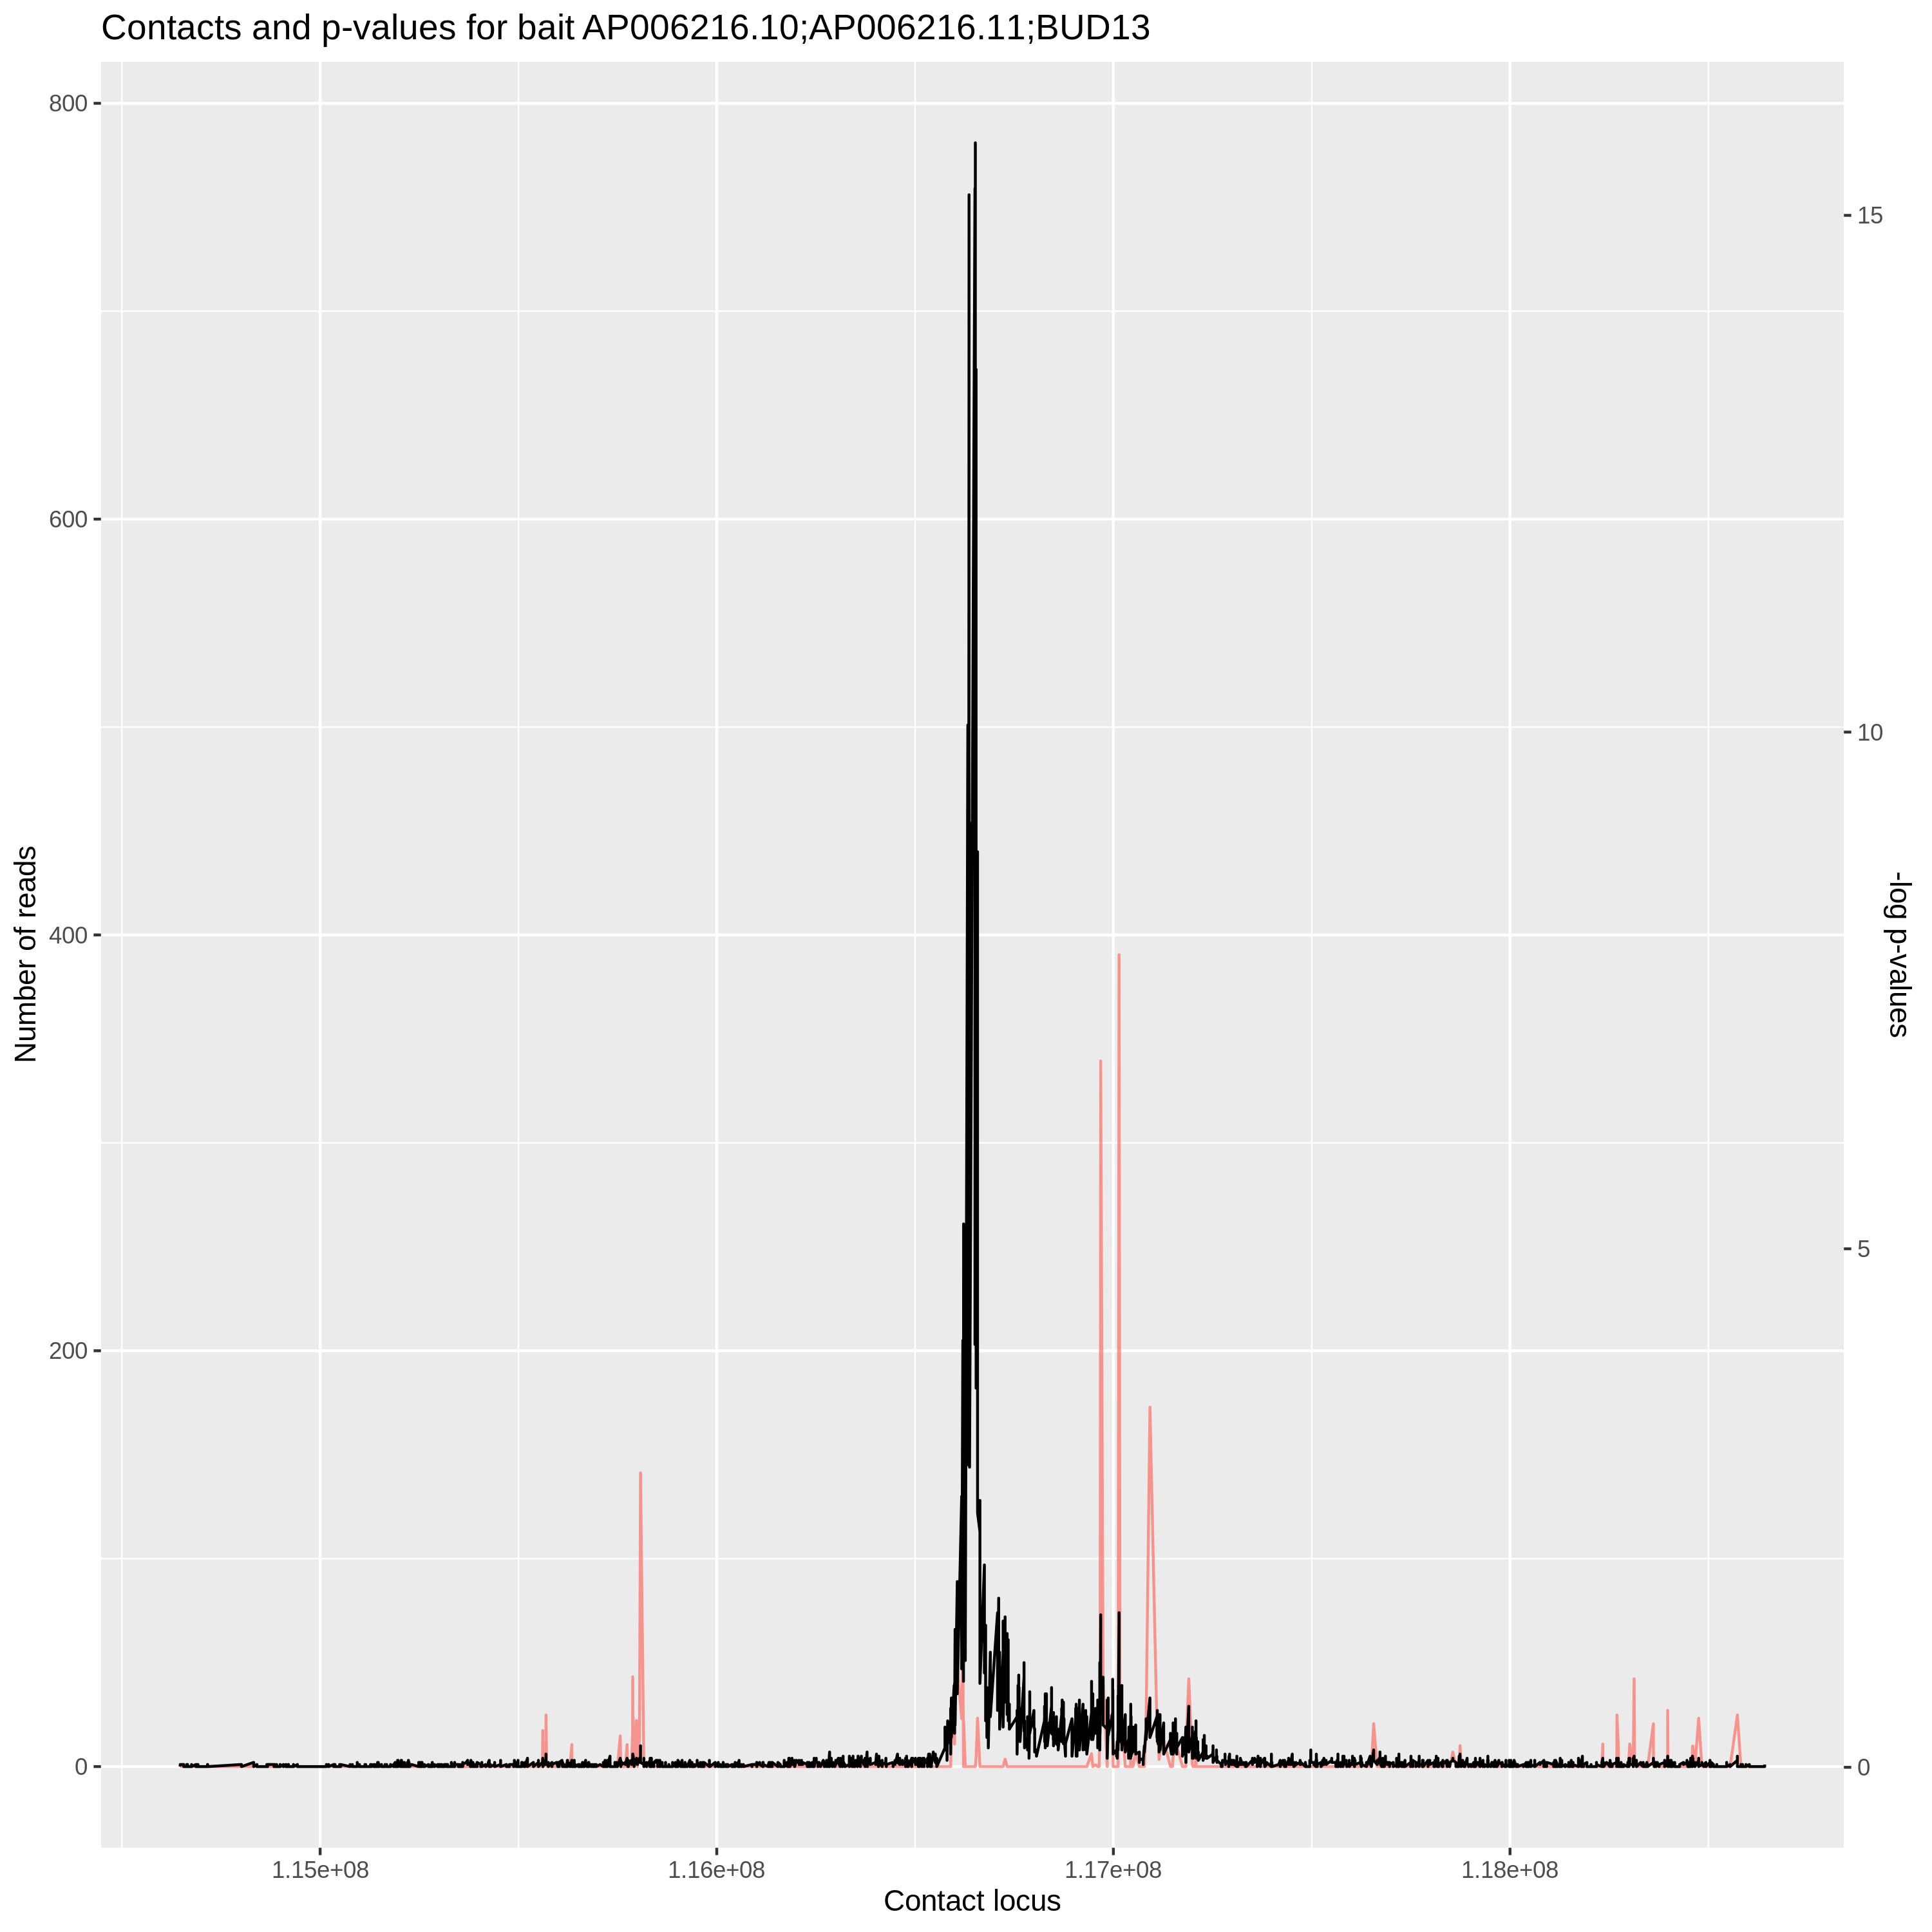 Contacts and p-values for bait AP006216.10;AP006216.11;BUD13
800
600
400
200
0
Number of reads
15
10
5
0
-log p-values
1.15e+08
1.16e+08
1.17e+08
1.18e+08
Contact locus